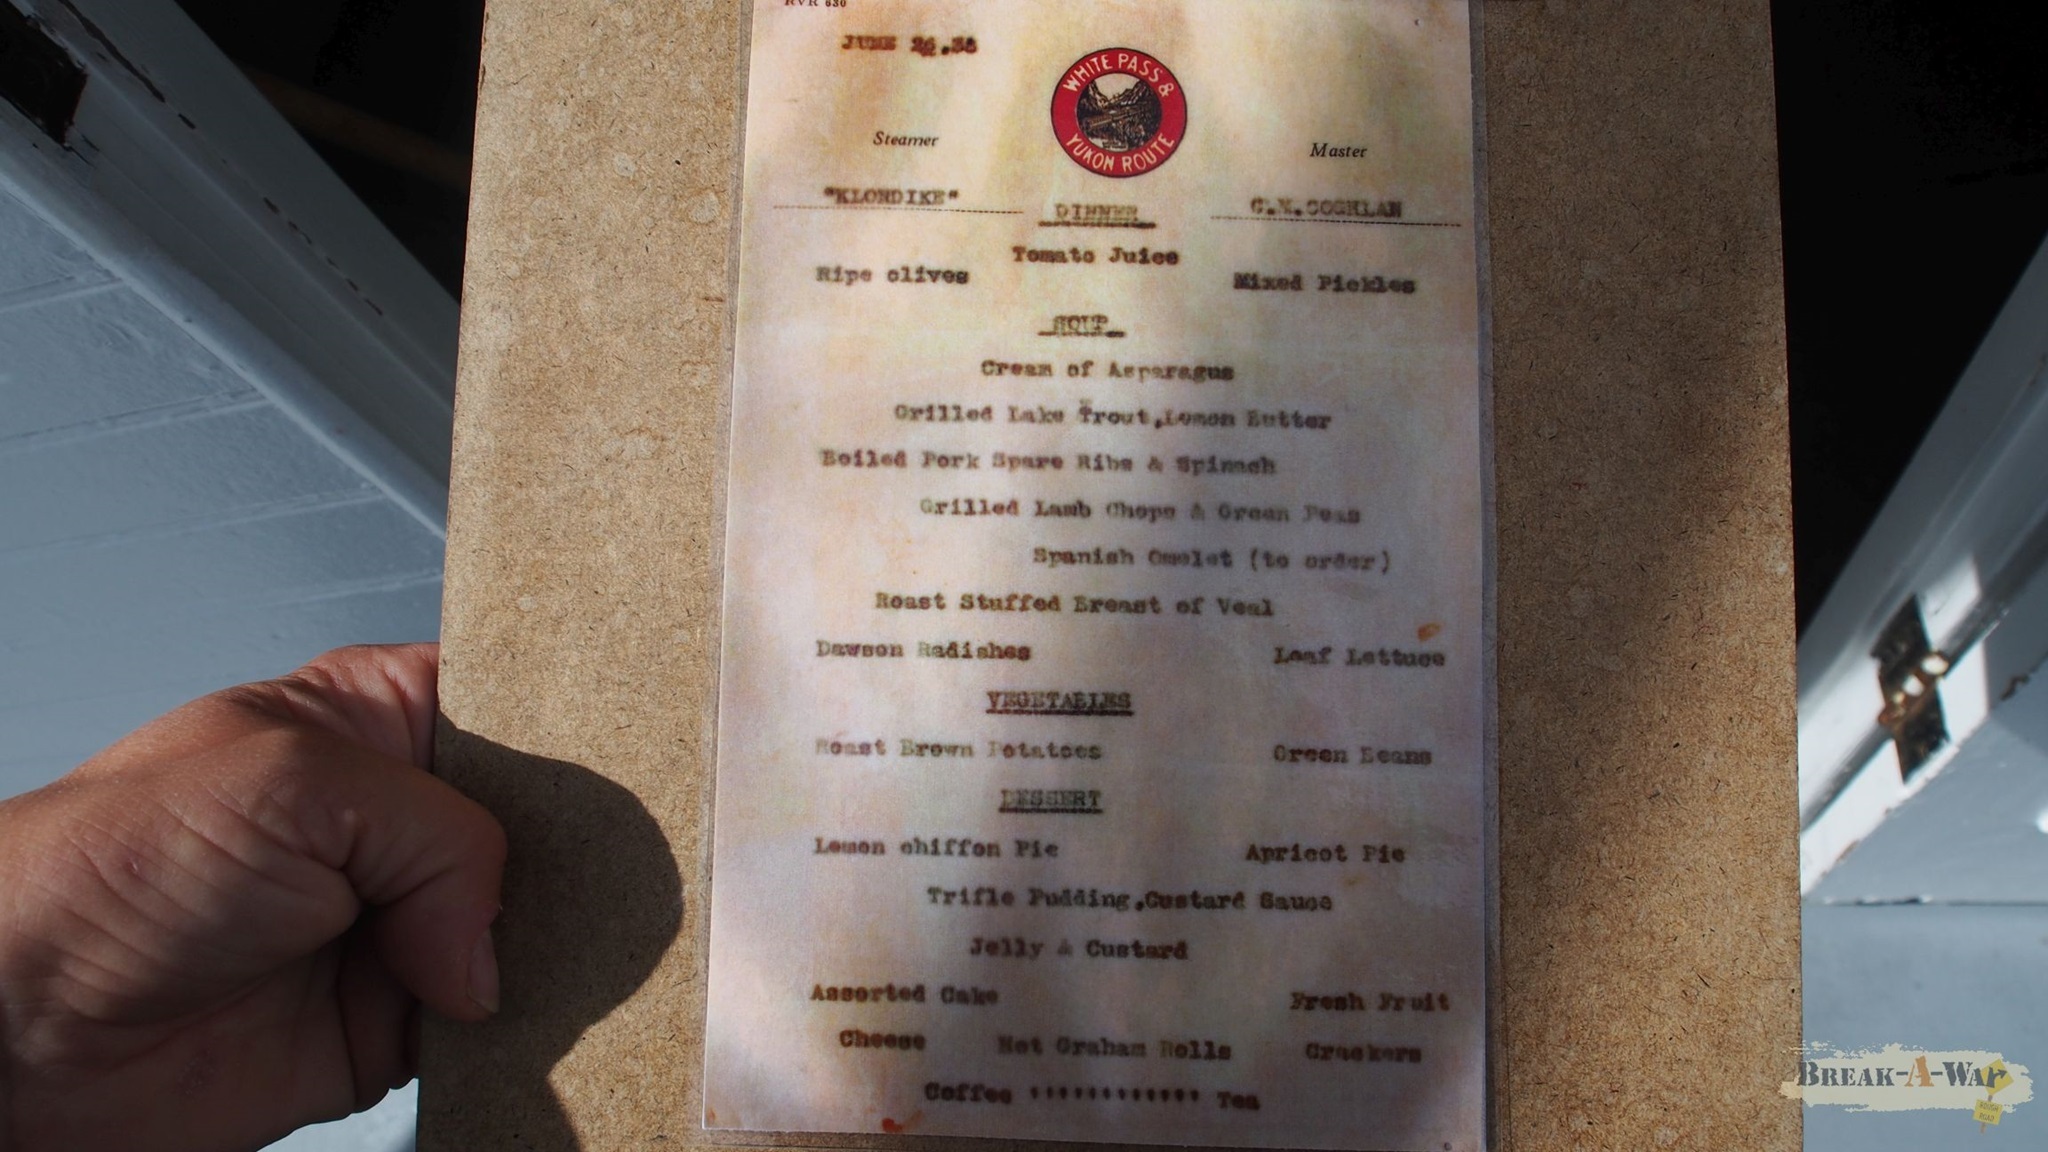 RVR 630
JUNE 26.38
WHITE PASS &
YUKON ROUTE
Steamer
Master
"KLONDIKE"
C.M.COGHLAN
DINNER
Tomato Juice
Ripe olives Mixed Pickles
SOUP
Cream of Asparagus
Grilled Lake Trout,Lemon Butter
Boiled Pork Spare Ribs & Spinach
Grilled Lamb Chops & Green Peas
Spanish Omelet (to order)
Roast Stuffed Breast of Veal
Dawson Radishes Leaf Lettuce
VEGETABLES
Roast Brown Potatoes Green Beans
DESSERT
Lemon chiffon Pie Apricot Pie
Trifle Pudding,Custard Sauce
Jelly & Custard
Assorted Cake Fresh Fruit
Cheese Hot Graham Rolls Crackers
Coffee '''''''''''' Tea
BREAK-A-WAY